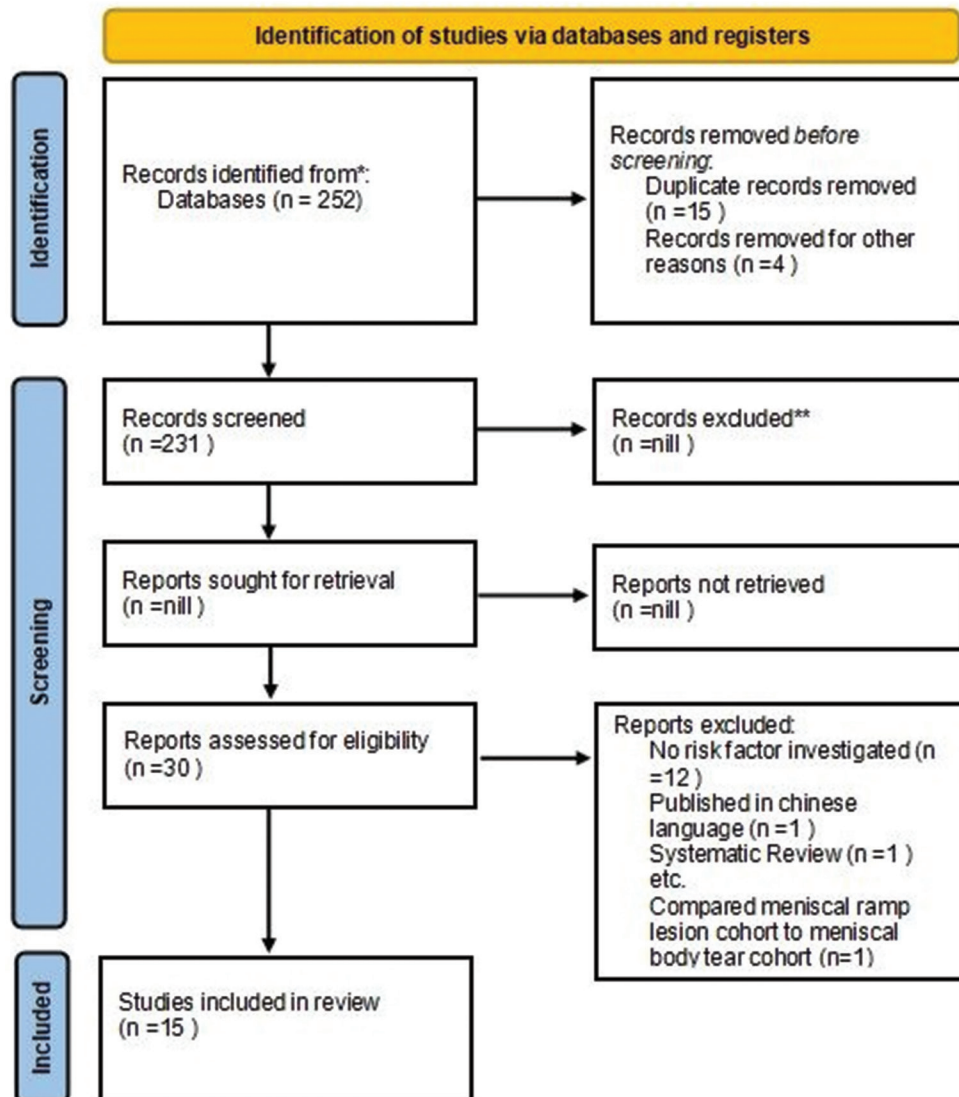 Identification of studies via databases and registers
Identification
Records identified from*:
Databases (n = 252)
Records removed before
screening:
Duplicate records removed
(n =15 )
Records removed for other
reasons (n =4 )
Screening
Records screened
(n =231 )
Records excluded**
(n =nill )
Reports sought for retrieval
(n =nill )
Reports not retrieved
(n =nill )
Reports assessed for eligibility
(n =30 )
Reports excluded:
No risk factor investigated (n
=12 )
Published in chinese
language (n =1 )
Systematic Review (n =1 )
etc.
Compared meniscal ramp
lesion cohort to meniscal
body tear cohort (n=1)
Included
Studies included in review
(n =15 )